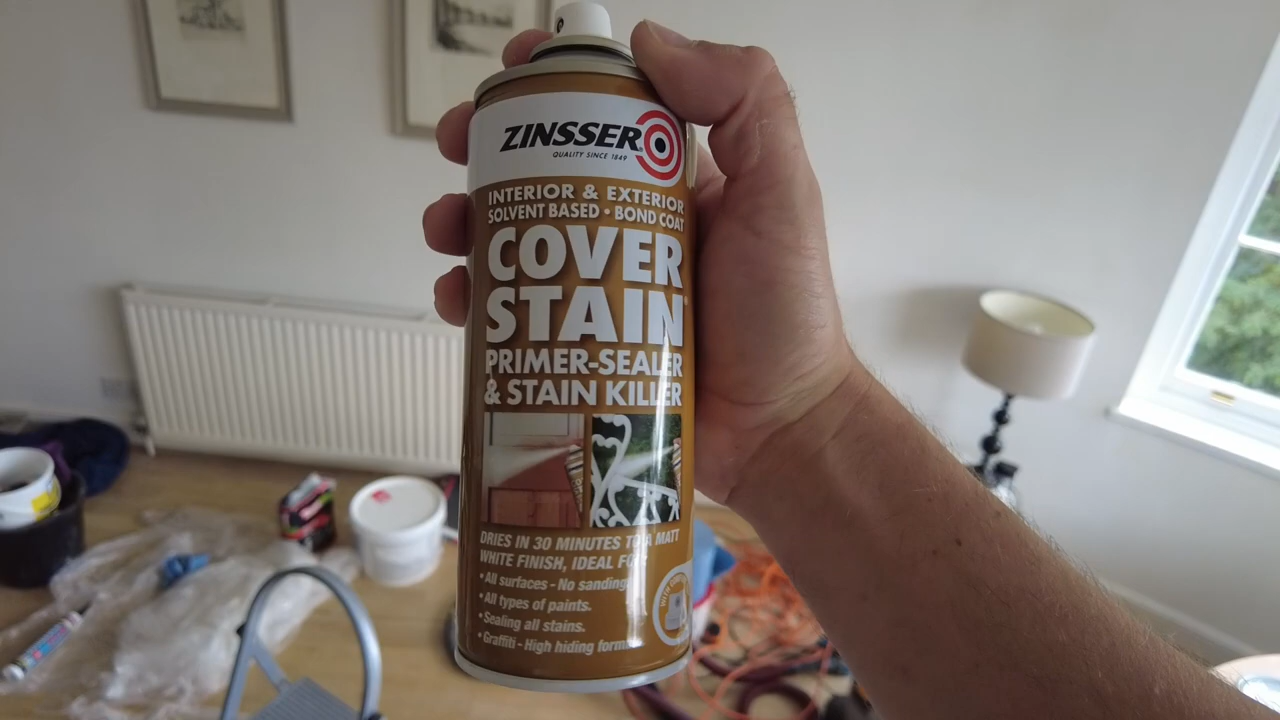 ZINSSER
QUALITY SINCE 1849
INTERIOR & EXTERIOR
SOLVENT BASED • BOND COAT
COVER
STAIN
PRIMER-SEALER
& STAIN KILLER
DRIES IN 30 MINUTES TO A MATT
WHITE FINISH, IDEAL FOR
• All surfaces - No sanding
• All types of paints.
• Sealing all stains.
• Graffiti - High hiding